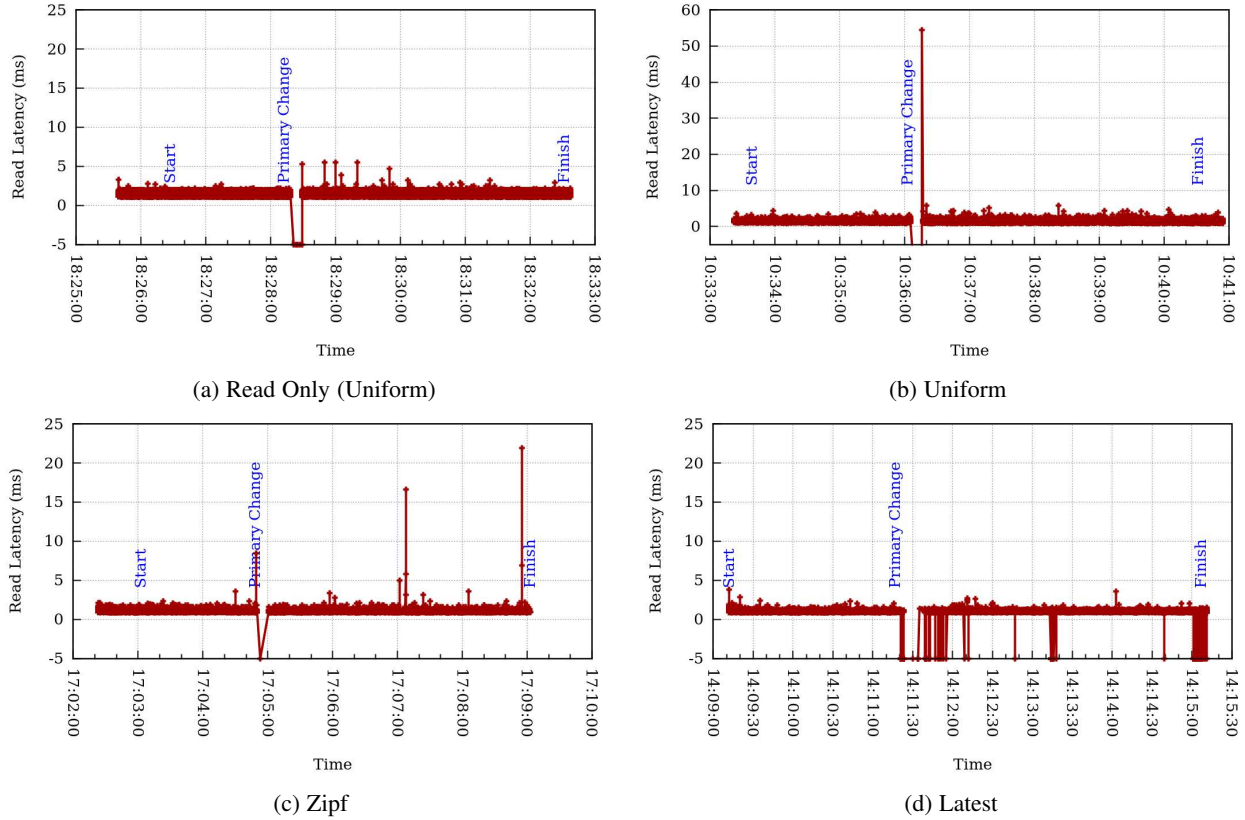 25
20
15
10
5
0
-5
Read Latency (ms)
Start
Primary Change
Finish
18:25:00
18:26:00
18:27:00
18:28:00
18:29:00
18:30:00
18:31:00
18:32:00
18:33:00
Time
(a) Read Only (Uniform)
60
50
40
30
20
10
0
Read Latency (ms)
Start
Primary Change
Finish
10:33:00
10:34:00
10:35:00
10:36:00
10:37:00
10:38:00
10:39:00
10:40:00
10:41:00
Time
(b) Uniform
25
20
15
10
5
0
-5
Read Latency (ms)
Start
Primary Change
Finish
17:02:00
17:03:00
17:04:00
17:05:00
17:06:00
17:07:00
17:08:00
17:09:00
17:10:00
Time
(c) Zipf
25
20
15
10
5
0
-5
Read Latency (ms)
Start
Primary Change
Finish
14:09:00
14:09:30
14:10:00
14:10:30
14:11:00
14:11:30
14:12:00
14:12:30
14:13:00
14:13:30
14:14:00
14:14:30
14:15:00
14:15:30
Time
(d) Latest